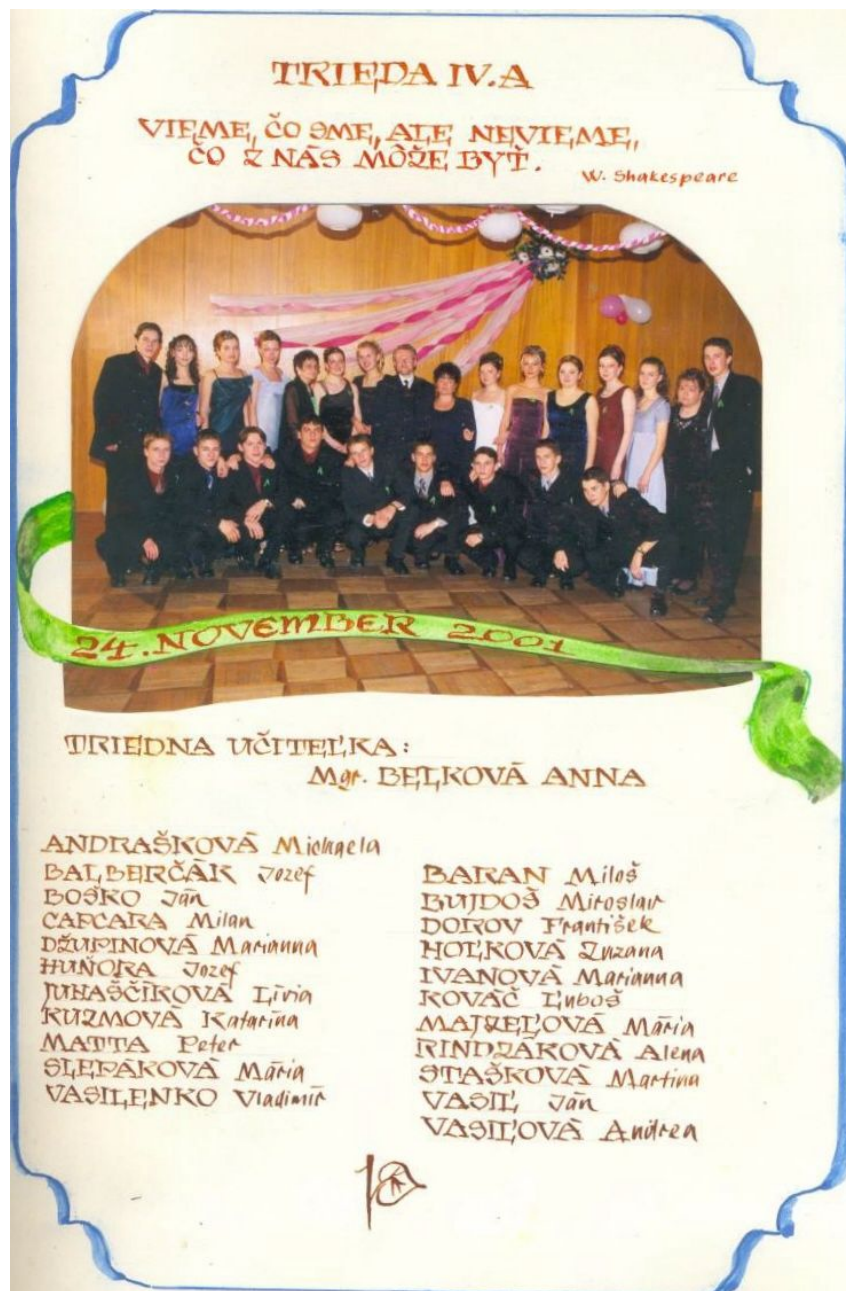 TRIEDA IV.A
VIEME, ČO SME, ALE NEVIEME,
ČO Z NÁS MÔŽE BYŤ.
W. Shakespeare
24. NOVEMBER 2001
TRIEDNA UČITEĽKA:
Mgr. BEĽKOVÁ ANNA
ANDRAŠKOVÁ Michaela
BALBERČÁK Jozef
BOŠKO Ján
CAPCARA Milan
DŽUPINOVÁ Marianna
HUŇORA Jozef
JUHAŠČÍKOVÁ Lívia
KUZMOVÁ Katarína
MATTA Peter
SLEPÁKOVÁ Mária
VASILENKO Vladimír
BARAN Miloš
BUJDOŠ Miroslav
DOROV František
HOĽKOVÁ Zuzana
IVANOVÁ Marianna
KOVÁČ Ľuboš
MAJZEĽOVÁ Mária
RINDZÁKOVÁ Alena
STAŠKOVÁ Martina
VASIĽ Ján
VASIĽOVÁ Andrea